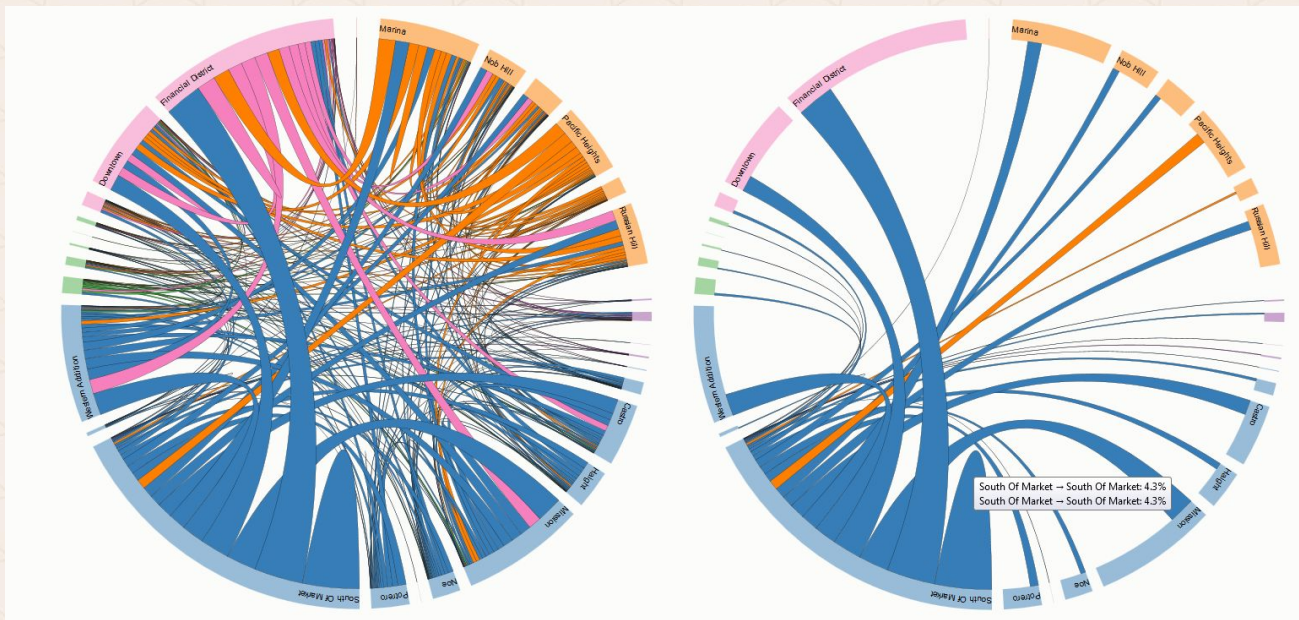 Marina
Nob Hill
Pacific Heights
Russian Hill
Castro
Haight
Mission
Noe
Potrero
South Of Market
Western Addition
Downtown
Financial District
Marina
Nob Hill
Pacific Heights
Russian Hill
Castro
Haight
Mission
Noe
Potrero
South Of Market
Western Addition
Downtown
Financial District
South Of Market → South Of Market: 4.3%
South Of Market → South Of Market: 4.3%